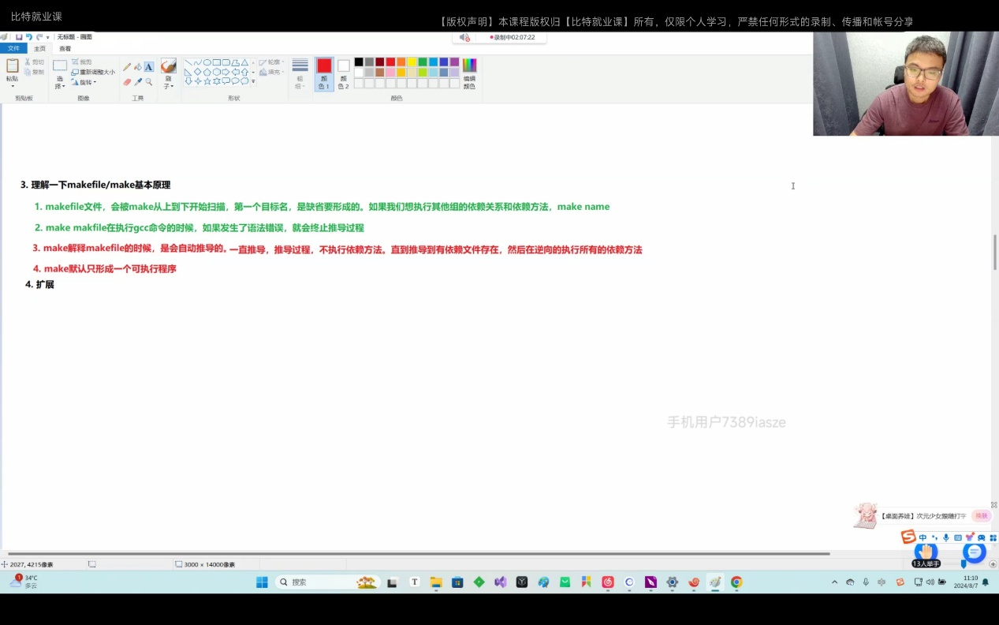 比特就业课
【版权声明】本课程版权归【比特就业课】所有，仅限个人学习，严禁任何形式的录制、传播和帐号分享
无标题 - 画图
录制中02:07:22
文件
主页
查看
粘贴
剪切
复制
剪贴板
选择
裁剪
重新调整大小
旋转
图像
A
工具
刷子
形状
轮廓
填充
粗细
颜色 1
颜色 2
颜色
编辑颜色
3. 理解一下makefile/make基本原理
1. makefile文件，会被make从上到下开始扫描，第一个目标名，是缺省要形成的。如果我们想执行其他组的依赖关系和依赖方法，make name
2. make makfile在执行gcc命令的时候，如果发生了语法错误，就会终止推导过程
3. make解释makefile的时候，是会自动推导的。一直推导，推导过程，不执行依赖方法。直到推导到有依赖文件存在，然后在逆向的执行所有的依赖方法
4. make默认只形成一个可执行程序
4. 扩展
手机用户7389iasze
【桌面养娃】次元少女跟随打字
换肤
中
13人举手
2027, 4215像素
3000 × 14000像素
34°C
多云
搜索
11:10
2024/8/7